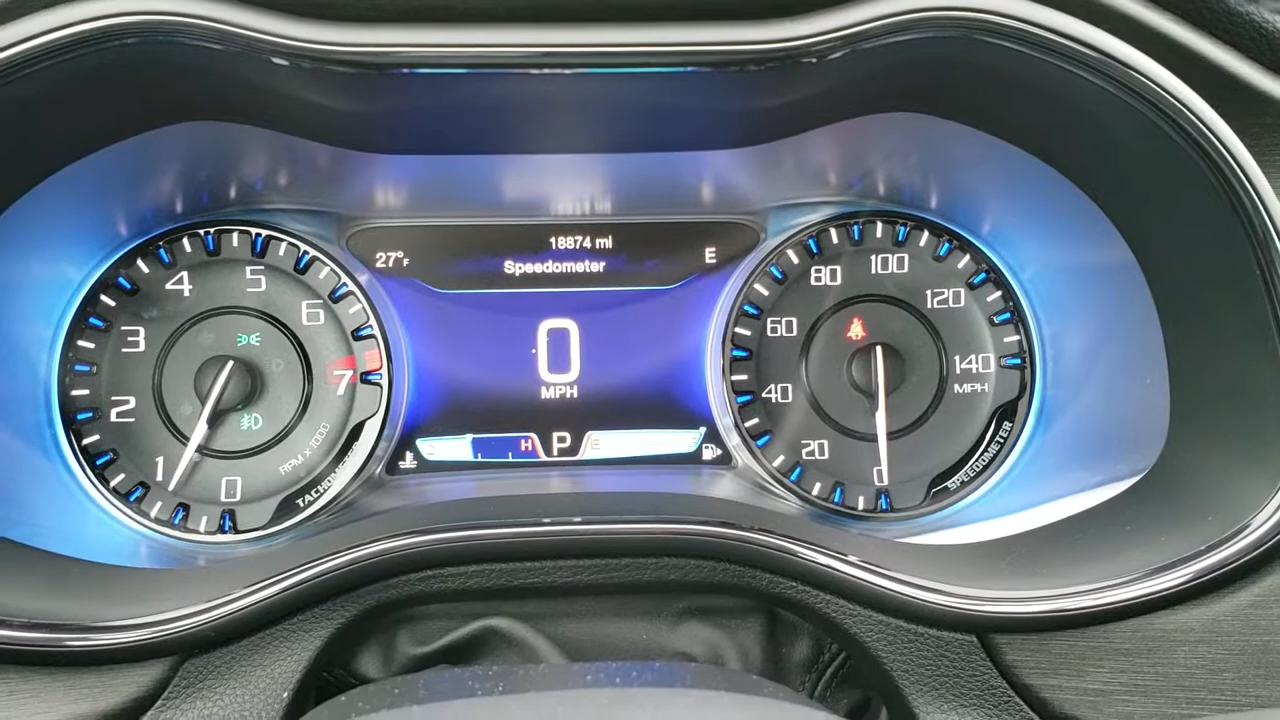 18874 mi
27°F
Speedometer
E
0
MPH
H P E
0
1
2
3
4
5
6
7
RPM x 1000
TACHOMETER
0
20
40
60
80
100
120
140
MPH
SPEEDOMETER